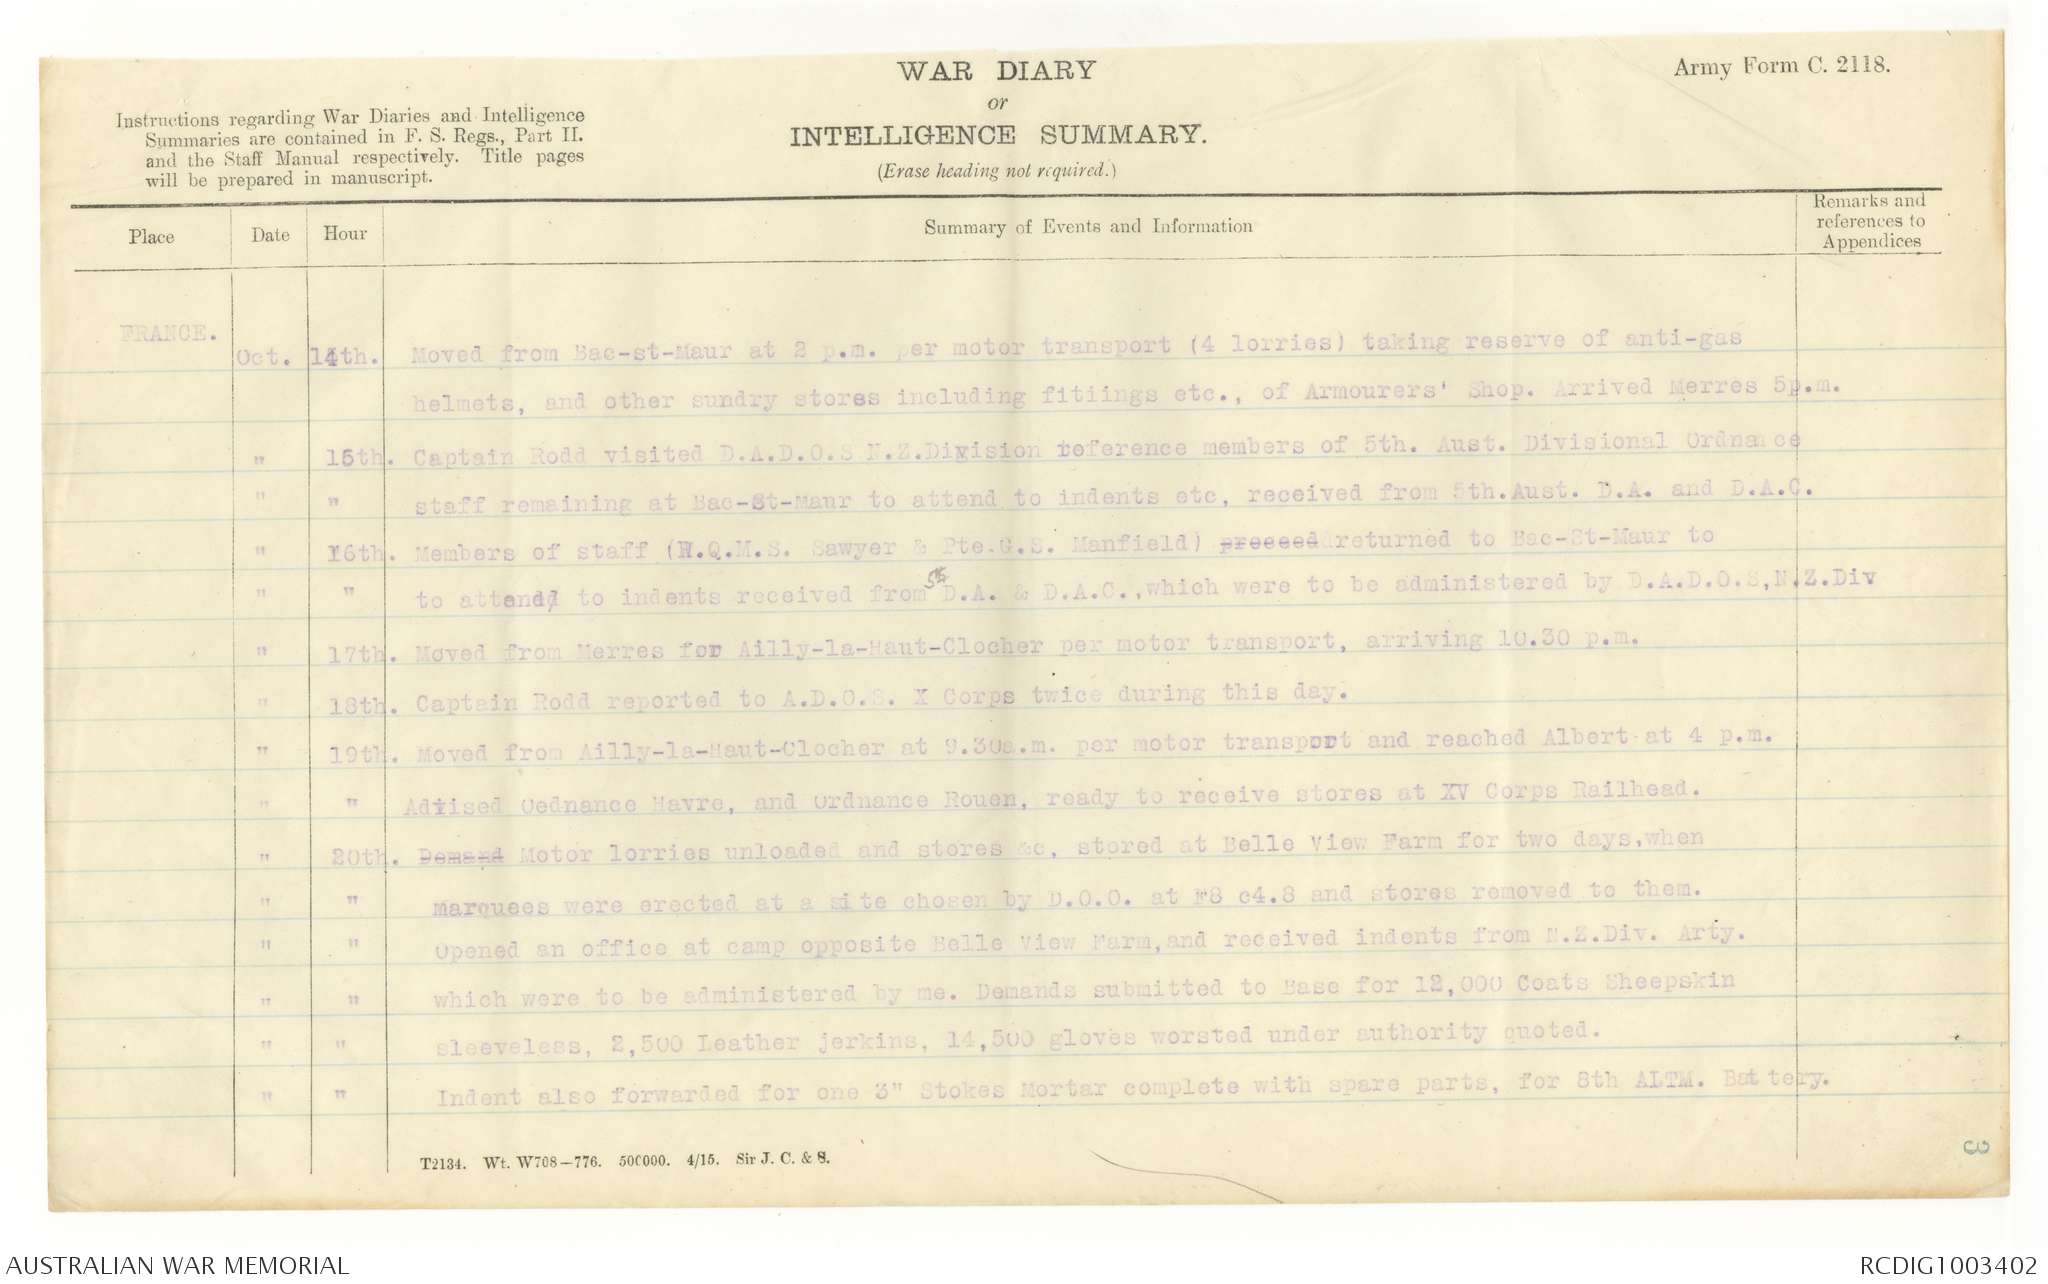 WAR DIARY
or
INTELLIGENCE SUMMARY.
(Erase heading not required.)
Army Form C. 2118.
Instructions regarding War Diaries and Intelligence
Summaries are contained in F. S. Regs., Part II.
and the Staff Manual respectively. Title pages
will be prepared in manuscript.
Place Date Hour Summary of Events and Information Remarks and references to Appendices
FRANCE.
Oct. 14th. Moved from Bac-st-Maur at 2 p.m. per motor transport (4 lorries) taking reserve of anti-gas
helmets, and other sundry stores including fitiings etc., of Armourers' Shop. Arrived Merres 5p.m.
" 15th. Captain Rodd visited D.A.D.O.S N.Z.Division reference members of 5th. Aust. Divisional Ordnance
" " staff remaining at Bac-St-Maur to attend to indents etc, received from 5th.Aust. D.A. and D.A.C.
" 16th. Members of staff (W.Q.M.S. Sawyer & Pte.G.S. Manfield) preceed returned to Bac-St-Maur to
" " to attend to indents received from 5th D.A. & D.A.C.,which were to be administered by D.A.D.O.S,N.Z.Div
" 17th. Moved from Merres for Ailly-la-Haut-Clocher per motor transport, arriving 10.30 p.m.
" 18th. Captain Rodd reported to A.D.O.S. X Corps twice during this day.
" 19th. Moved from Ailly-la-Haut-Clocher at 9.30a.m. per motor transport and reached Albert at 4 p.m.
" " Advised Oednance Havre, and Ordnance Rouen, ready to receive stores at XV Corps Railhead.
" 20th. Demand Motor lorries unloaded and stores &c, stored at Belle View Farm for two days,when
" " marquees were erected at a site chosen by D.O.O. at F8 c4.8 and stores removed to them.
" " Opened an office at camp opposite Belle View Farm,and received indents from N.Z.Div. Arty.
" " which were to be administered by me. Demands submitted to Base for 12,000 Coats Sheepskin
" " sleeveless, 2,500 Leather jerkins, 14,500 gloves worsted under authority quoted.
" " Indent also forwarded for one 3" Stokes Mortar complete with spare parts, for 8th ALTM. Battery.
T2134. Wt. W708—776. 500000. 4/15. Sir J. C. & S.
3
AUSTRALIAN WAR MEMORIAL
RCDIG1003402